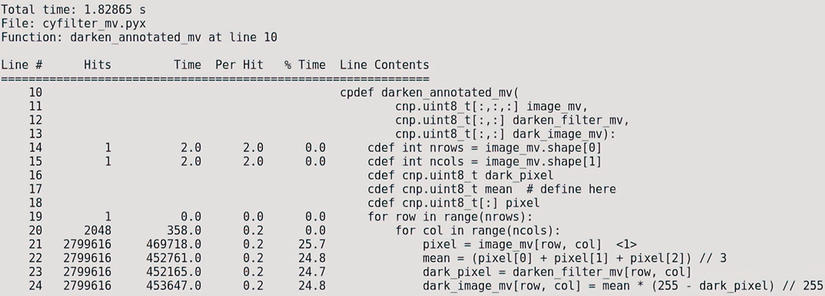 Total time: 1.82865 s
File: cyfilter_mv.pyx
Function: darken_annotated_mv at line 10
Line #      Hits         Time  Per Hit   % Time  Line Contents
==============================================================
    10                                           cpdef darken_annotated_mv(
    11                                                   cnp.uint8_t[:,:,:] image_mv,
    12                                                   cnp.uint8_t[:,:] darken_filter_mv,
    13                                                   cnp.uint8_t[:,:] dark_image_mv):
    14         1          2.0      2.0      0.0      cdef int nrows = image_mv.shape[0]
    15         1          2.0      2.0      0.0      cdef int ncols = image_mv.shape[1]
    16                                               cdef cnp.uint8_t dark_pixel
    17                                               cdef cnp.uint8_t mean  # define here
    18                                               cdef cnp.uint8_t[:] pixel
    19         1          0.0      0.0      0.0      for row in range(nrows):
    20      2048        358.0      0.2      0.0          for col in range(ncols):
    21   2799616     469718.0      0.2     25.7              pixel = image_mv[row, col]  <1>
    22   2799616     452761.0      0.2     24.8              mean = (pixel[0] + pixel[1] + pixel[2]) // 3
    23   2799616     452165.0      0.2     24.7              dark_pixel = darken_filter_mv[row, col]
    24   2799616     453647.0      0.2     24.8              dark_image_mv[row, col] = mean * (255 - dark_pixel) // 255